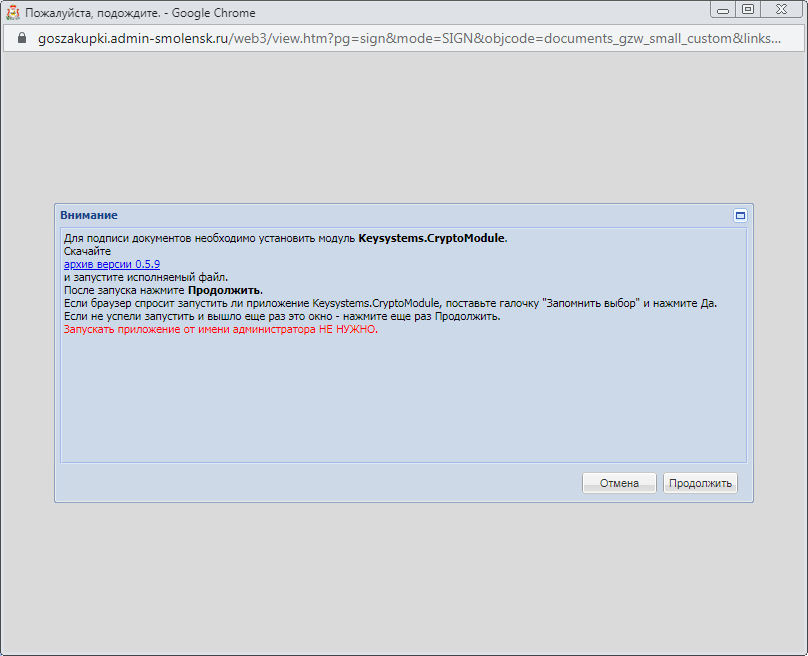 Пожалуйста, подождите. - Google Chrome
goszakupki.admin-smolensk.ru/web3/view.htm?pg=sign&mode=SIGN&objcode=documents_gzw_small_custom&links...
Внимание
Для подписи документов необходимо установить модуль Keysystems.CryptoModule.
Скачайте
архив версии 0.5.9
и запустите исполняемый файл.
После запуска нажмите Продолжить.
Если браузер спросит запустить ли приложение Keysystems.CryptoModule, поставьте галочку "Запомнить выбор" и нажмите Да.
Если не успели запустить и вышло еще раз это окно - нажмите еще раз Продолжить.
Запускать приложение от имени администратора НЕ НУЖНО.
Отмена
Продолжить